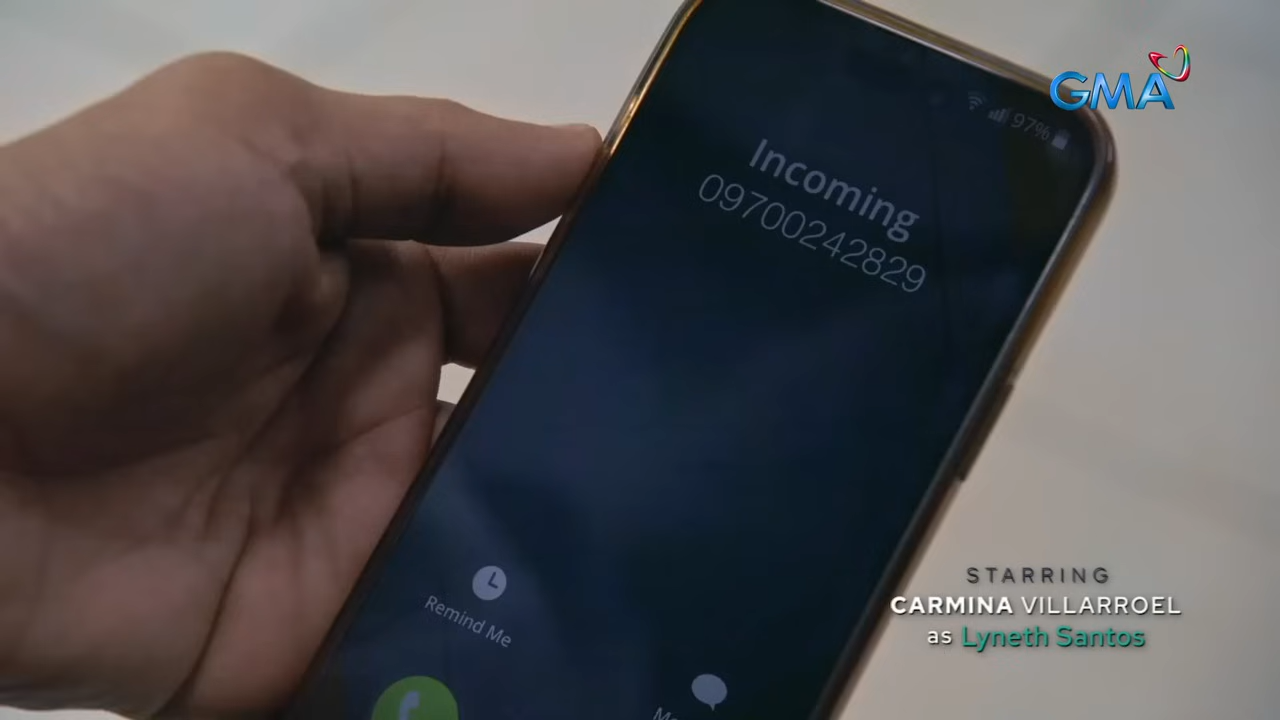 GMA
97%
Incoming
09700242829
Remind Me
STARRING
CARMINA VILLARROEL
as Lyneth Santos